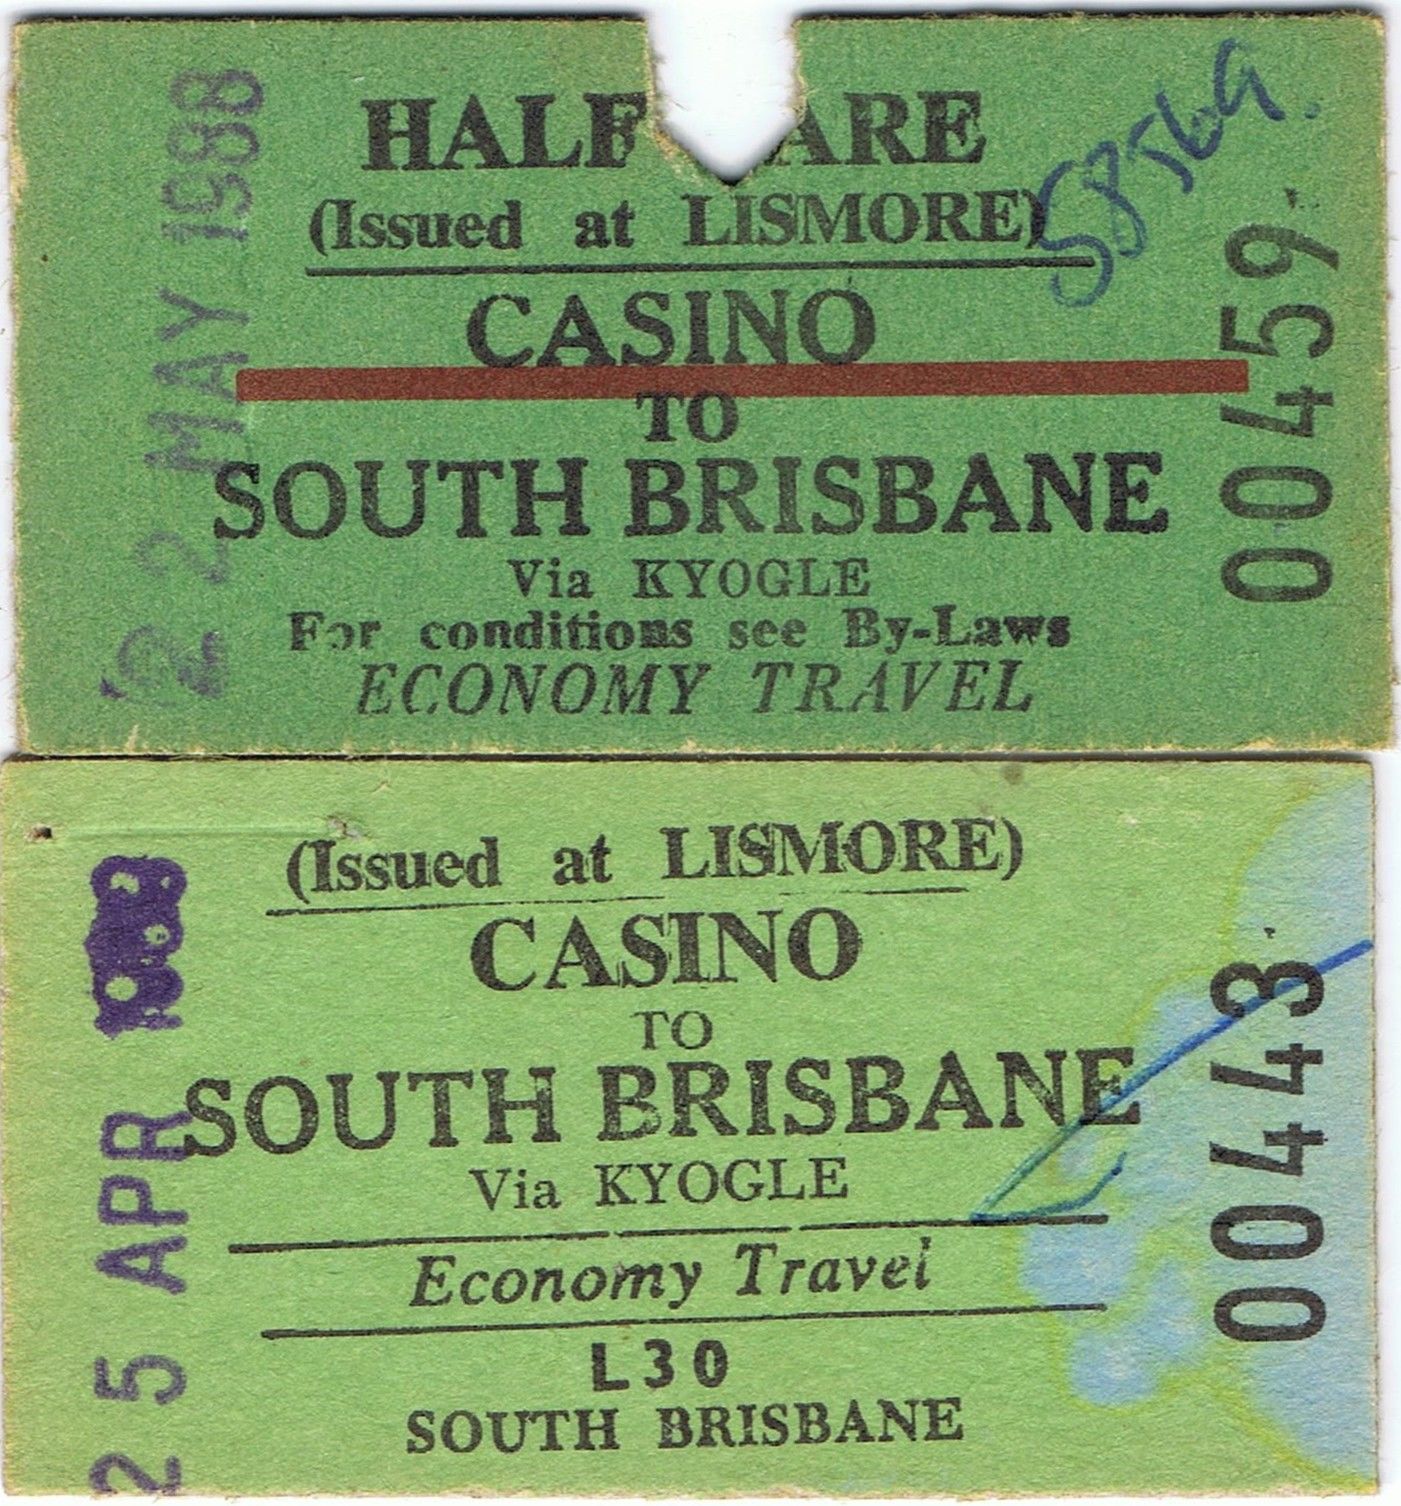 HALF ARE
(Issued at LISMORE)
CASINO
TO
SOUTH BRISBANE
Via KYOGLE
For conditions see By-Laws
ECONOMY TRAVEL
22 MAY 1988
58569.
00459
(Issued at LISMORE)
CASINO
TO
SOUTH BRISBANE
Via KYOGLE
Economy Travel
L30
SOUTH BRISBANE
25 APR
00443